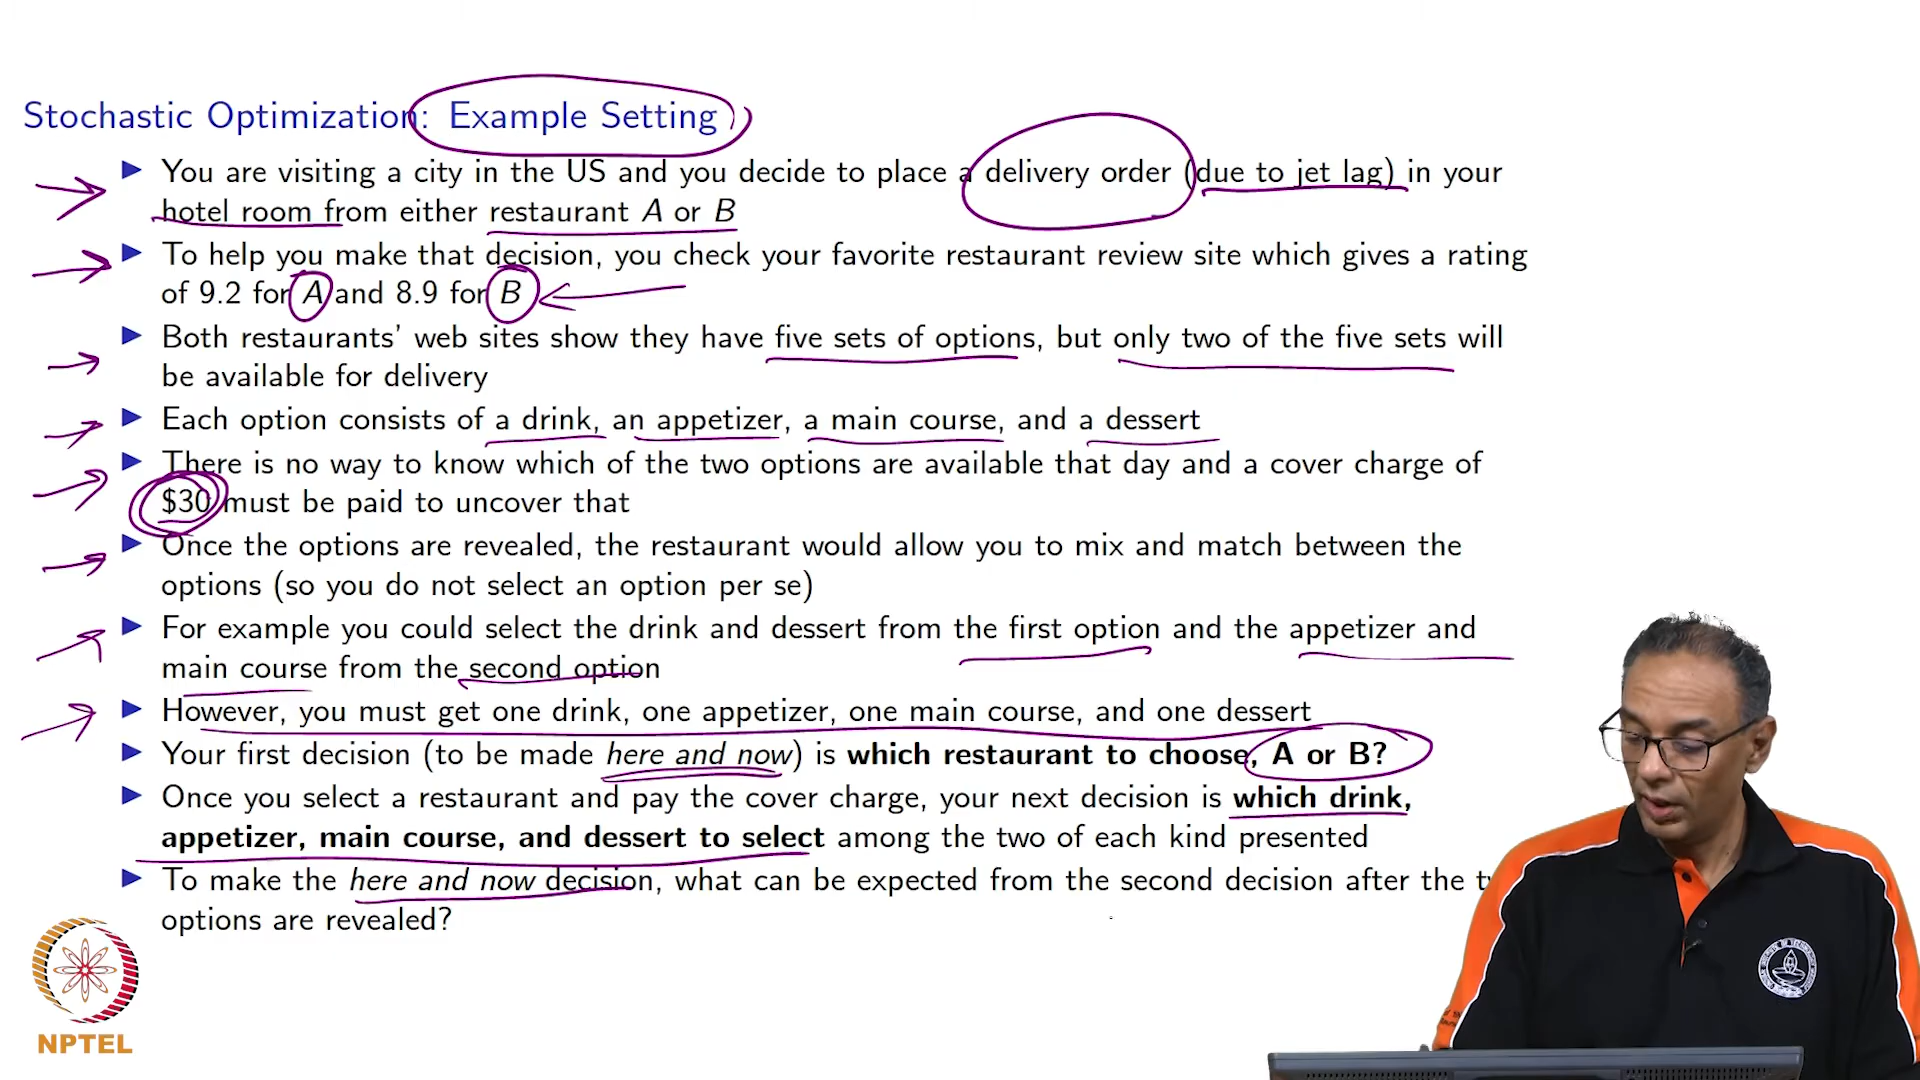 Stochastic Optimization: Example Setting
You are visiting a city in the US and you decide to place a delivery order (due to jet lag) in your
hotel room from either restaurant A or B
To help you make that decision, you check your favorite restaurant review site which gives a rating
of 9.2 for A and 8.9 for B
Both restaurants' web sites show they have five sets of options, but only two of the five sets will
be available for delivery
Each option consists of a drink, an appetizer, a main course, and a dessert
There is no way to know which of the two options are available that day and a cover charge of
$30 must be paid to uncover that
Once the options are revealed, the restaurant would allow you to mix and match between the
options (so you do not select an option per se)
For example you could select the drink and dessert from the first option and the appetizer and
main course from the second option
However, you must get one drink, one appetizer, one main course, and one dessert
Your first decision (to be made here and now) is which restaurant to choose, A or B?
Once you select a restaurant and pay the cover charge, your next decision is which drink,
appetizer, main course, and dessert to select among the two of each kind presented
To make the here and now decision, what can be expected from the second decision after the
options are revealed?
NPTEL